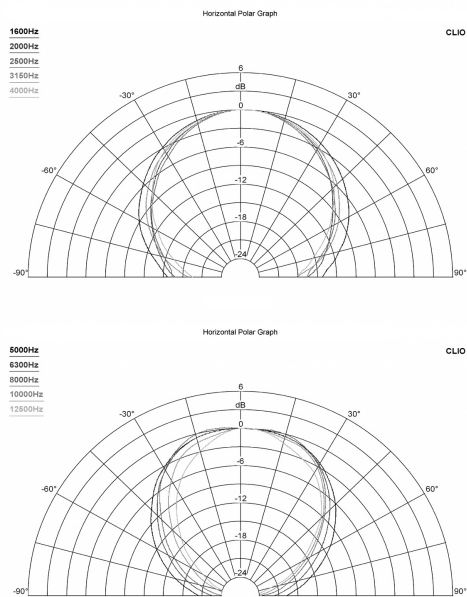 Horizontal Polar Graph
1600Hz
CLIO
2000Hz
2500Hz
3150Hz
4000Hz
6
dB
-30°
30°
0
-6
-60°
60°
-12
-18
-24
-90°
90°
Horizontal Polar Graph
5000Hz
CLIO
6300Hz
8000Hz
10000Hz
12500Hz
6
dB
-30°
30°
0
-6
-60°
60°
-12
-18
-24
-90°
90°